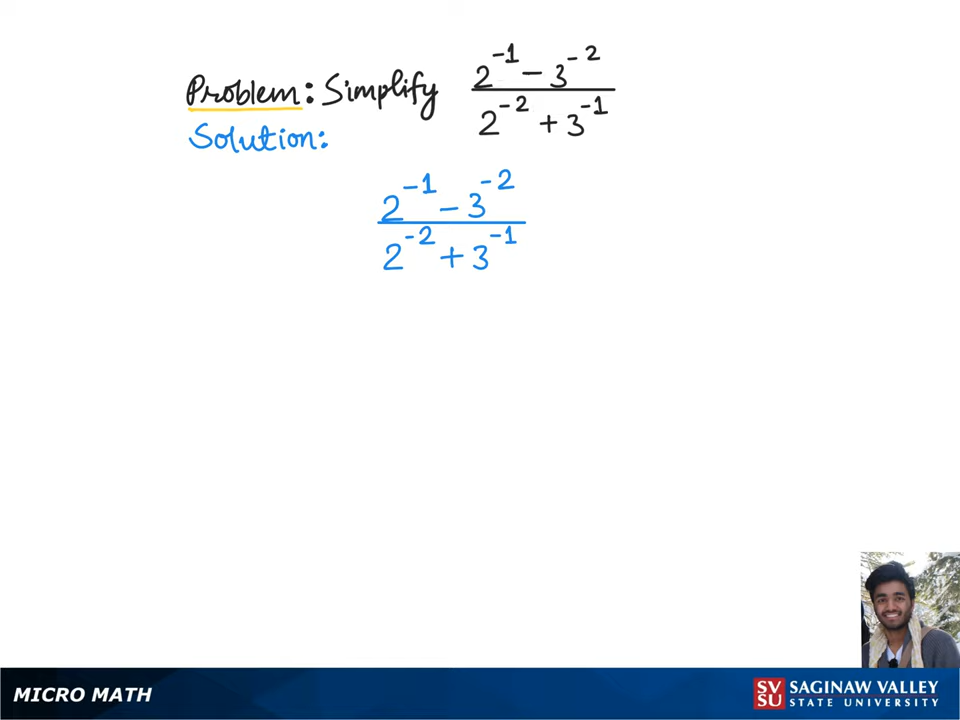 Problem: Simplify (2^-1 - 3^-2)/(2^-2 + 3^-1)
Solution:
2^-1 - 3^-2
2^-2 + 3^-1
MICRO MATH
SV SU SAGINAW VALLEY STATE UNIVERSITY